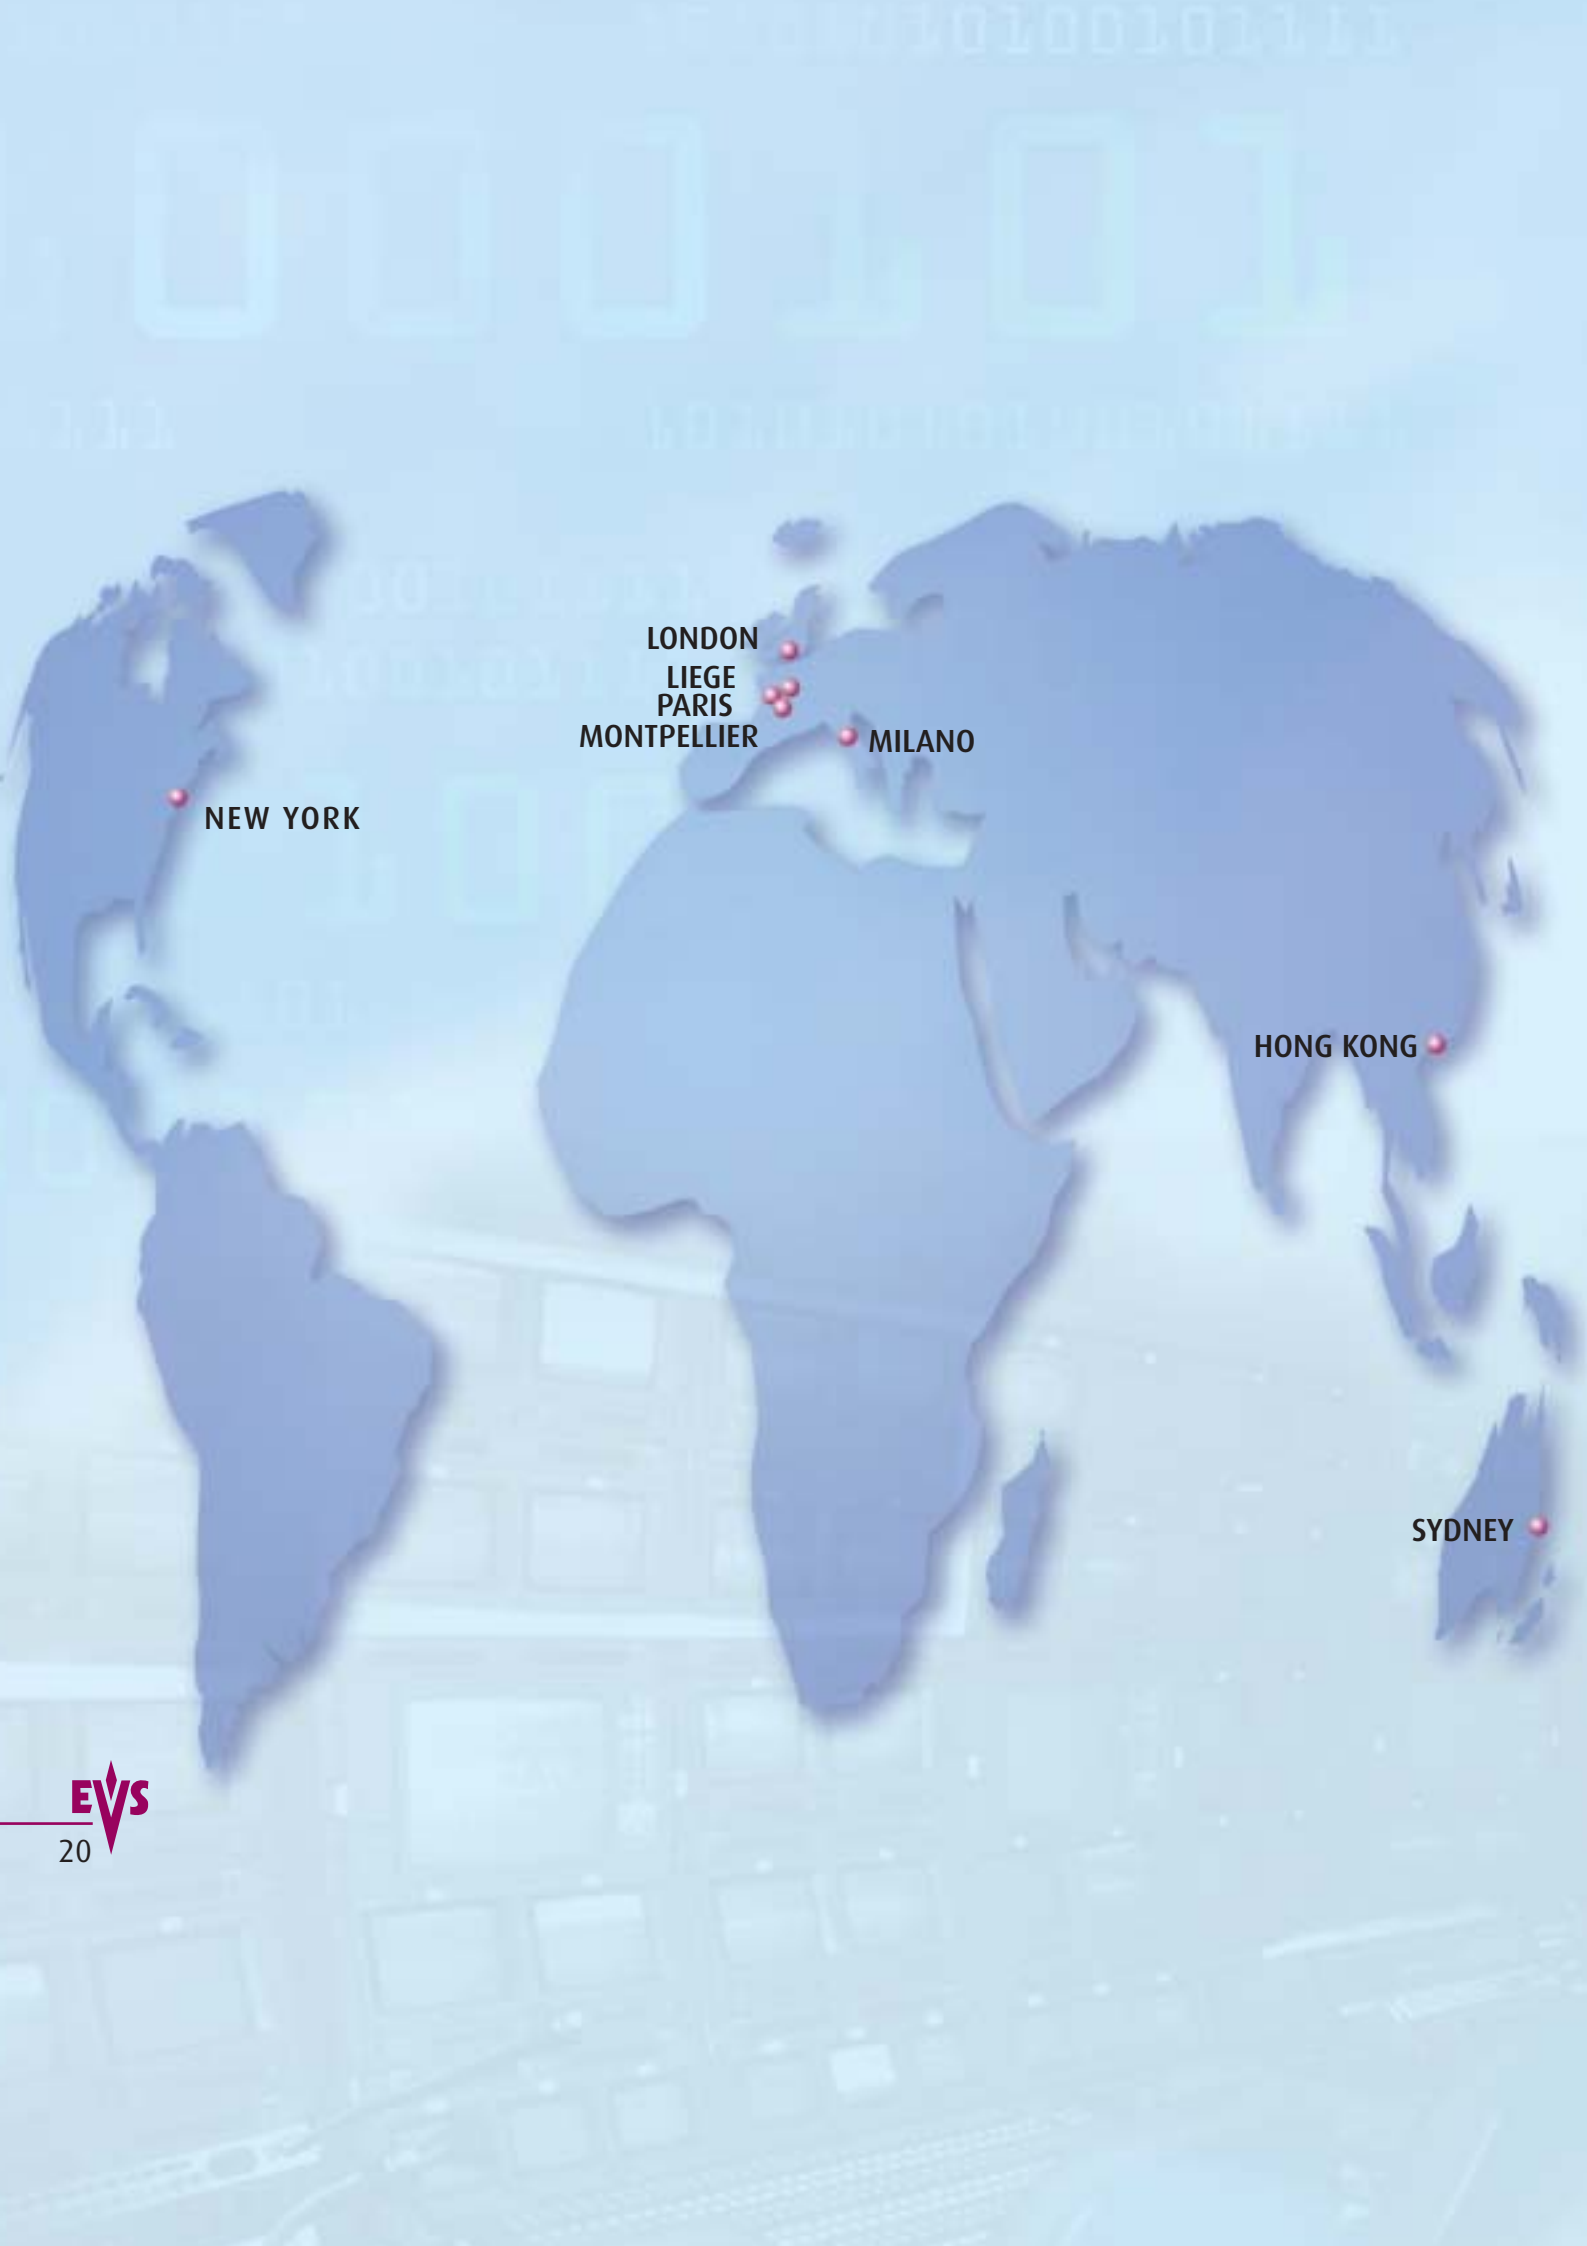 LONDON
LIEGE
PARIS
MONTPELLIER
MILANO
NEW YORK
HONG KONG
SYDNEY
EVS
20